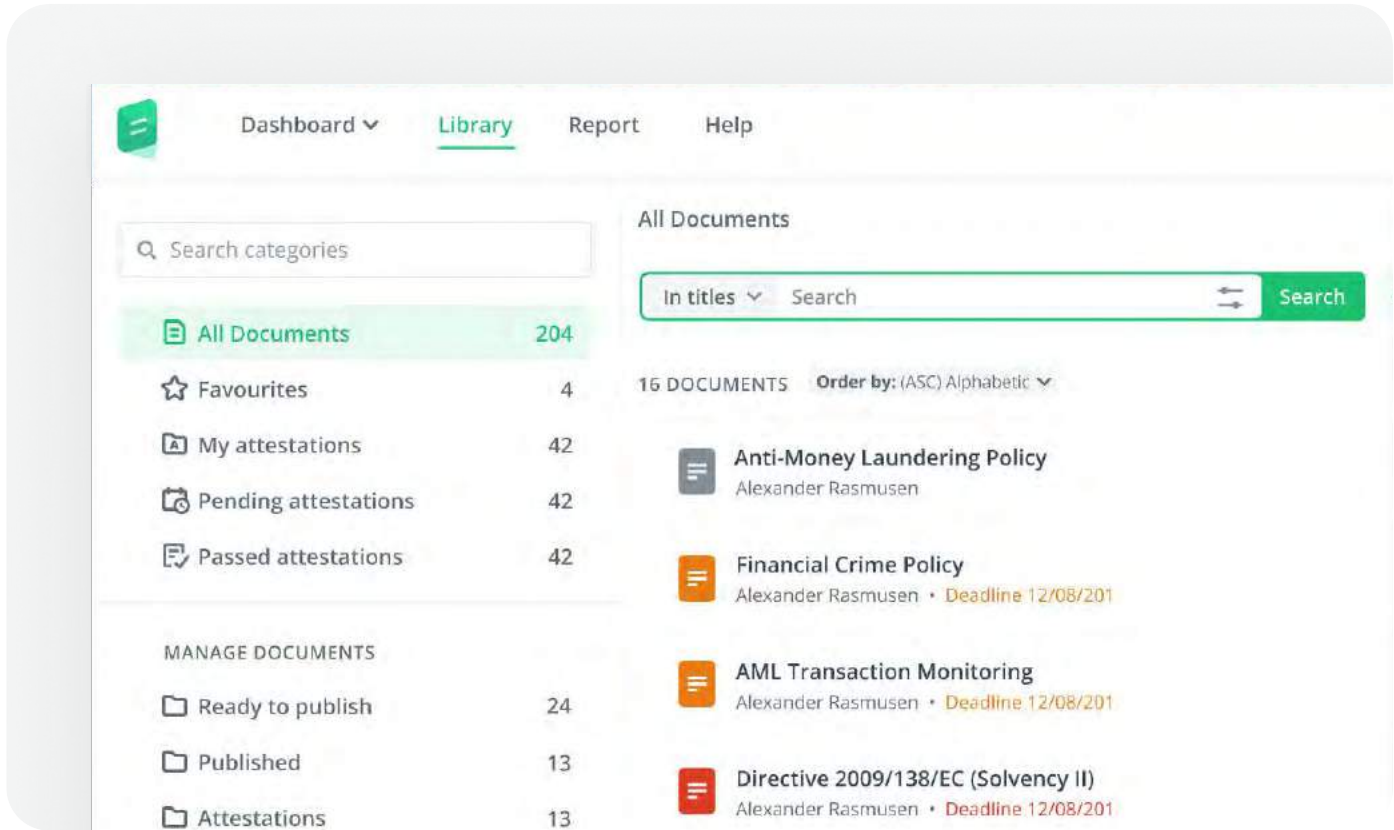 Dashboard Library Report Help
Search categories
All Documents 204
Favourites 4
My attestations 42
Pending attestations 42
Passed attestations 42
MANAGE DOCUMENTS
Ready to publish 24
Published 13
Attestations 13
All Documents
In titles Search Search
16 DOCUMENTS Order by: (ASC) Alphabetic
Anti-Money Laundering Policy
Alexander Rasmusen
Financial Crime Policy
Alexander Rasmusen • Deadline 12/08/201
AML Transaction Monitoring
Alexander Rasmusen • Deadline 12/08/201
Directive 2009/138/EC (Solvency II)
Alexander Rasmusen • Deadline 12/08/201